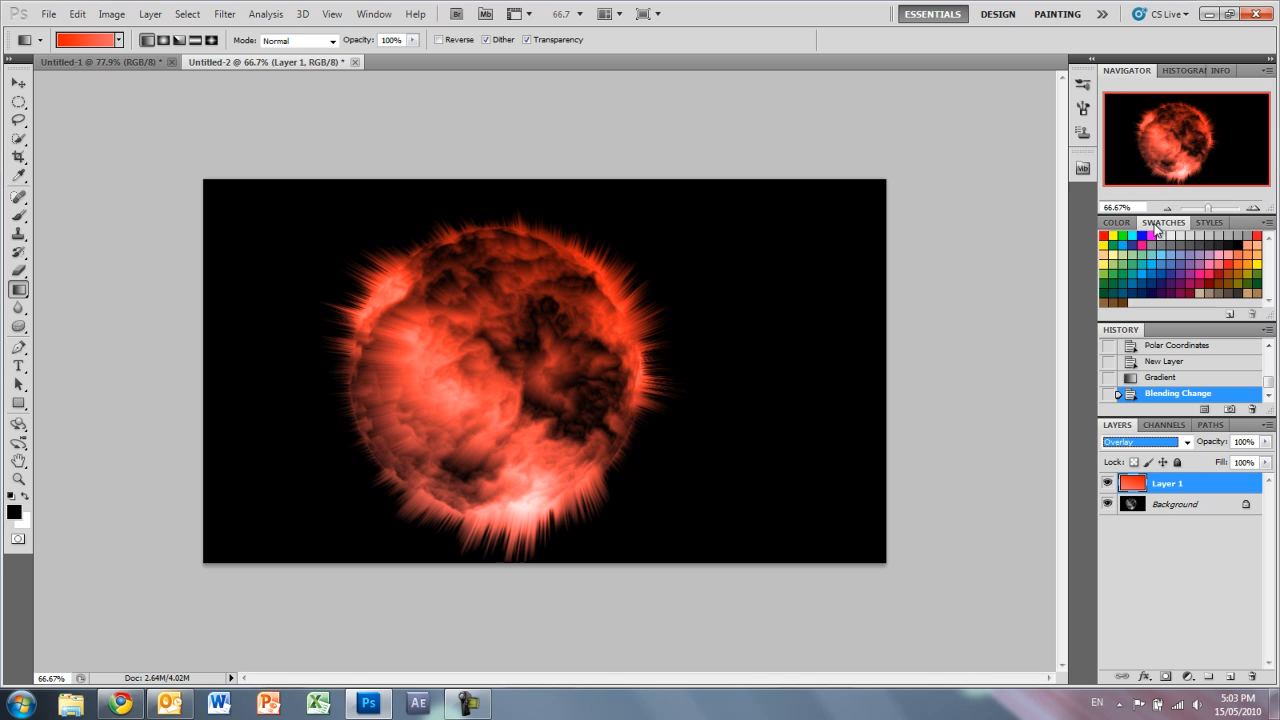 Ps File Edit Image Layer Select Filter Analysis 3D View Window Help Br Mb 66.7 ESSENTIALS DESIGN PAINTING CS Live
Mode: Normal Opacity: 100% Reverse Dither Transparency
Untitled-1 @ 77.9% (RGB/8) * Untitled-2 @ 66.7% (Layer 1, RGB/8) *
NAVIGATOR HISTOGRAM INFO
Mb
66.67%
COLOR SWATCHES STYLES
HISTORY
Polar Coordinates
New Layer
Gradient
Blending Change
LAYERS CHANNELS PATHS
Overlay Opacity: 100%
Lock: Fill: 100%
Layer 1
Background
T
fx
66.67% Doc: 2.64M/4.02M
W P X Ps AE EN 5:03 PM
15/05/2010